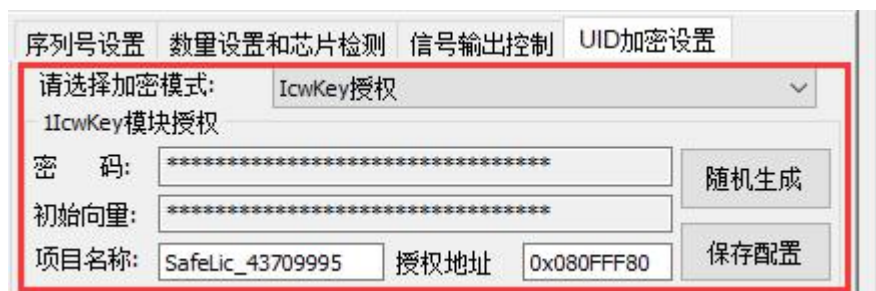 序列号设置 数量设置和芯片检测 信号输出控制 UID加密设置
请选择加密模式: IcwKey授权
1IcwKey模块授权
密 码: ********************************
随机生成
初始向量: ********************************
项目名称: SafeLic_43709995 授权地址 0x080FFF80 保存配置